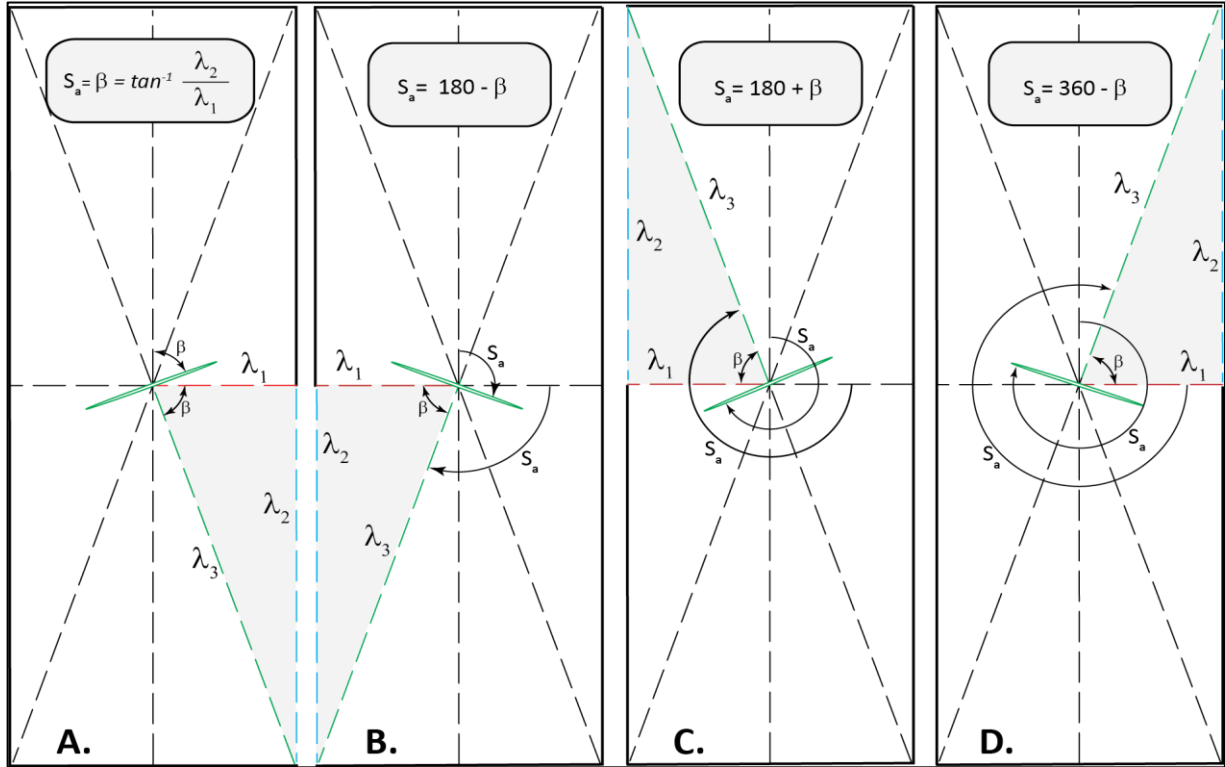 Sₐ = β = tan⁻¹ λ₂/λ₁
β
λ₁
β
λ₂
λ₃
A.
Sₐ = 180 - β
λ₁
Sₐ
β
λ₂
Sₐ
λ₃
B.
Sₐ = 180 + β
λ₃
λ₂
λ₁
β
Sₐ
Sₐ
C.
Sₐ = 360 - β
λ₃
λ₂
β
λ₁
Sₐ
Sₐ
D.